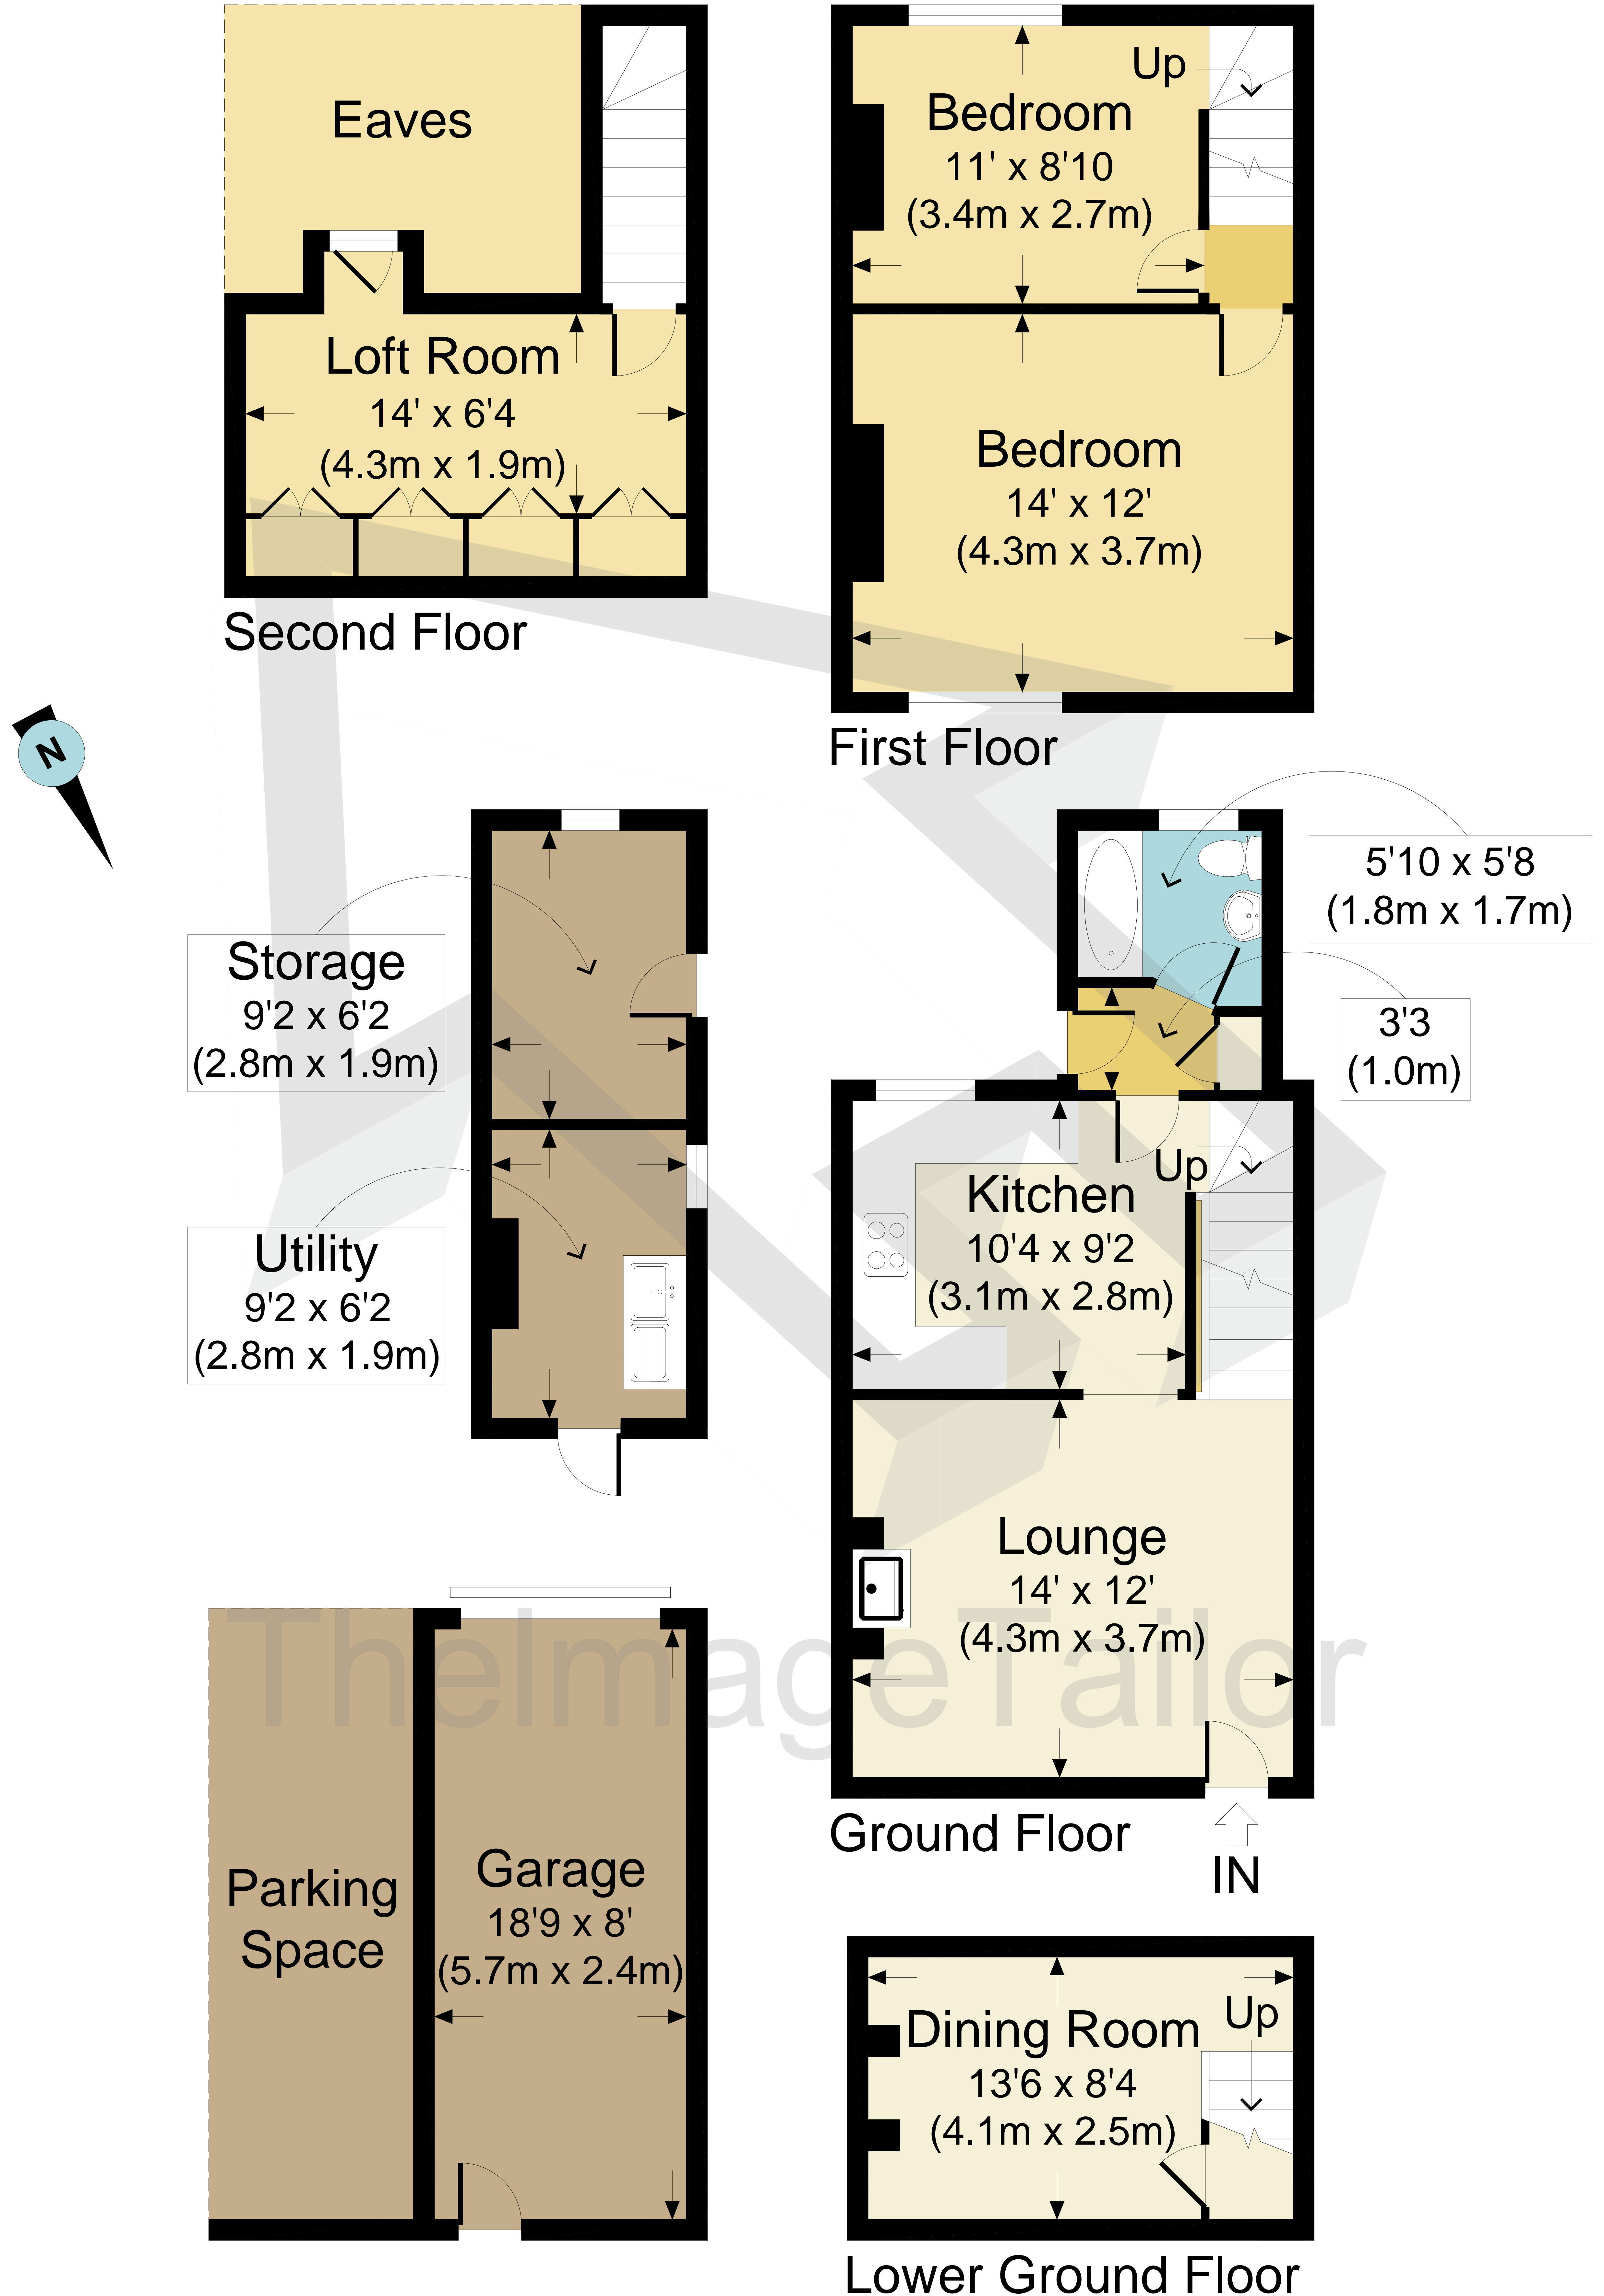 Eaves
Loft Room
14' x 6'4
(4.3m x 1.9m)
Second Floor
Up
Bedroom
11' x 8'10
(3.4m x 2.7m)
Bedroom
14' x 12'
(4.3m x 3.7m)
First Floor
N
Storage
9'2 x 6'2
(2.8m x 1.9m)
Utility
9'2 x 6'2
(2.8m x 1.9m)
5'10 x 5'8
(1.8m x 1.7m)
3'3
(1.0m)
Up
Kitchen
10'4 x 9'2
(3.1m x 2.8m)
Lounge
14' x 12'
(4.3m x 3.7m)
TheImageTailor
Ground Floor
IN
Parking
Space
Garage
18'9 x 8'
(5.7m x 2.4m)
Up
Dining Room
13'6 x 8'4
(4.1m x 2.5m)
Lower Ground Floor